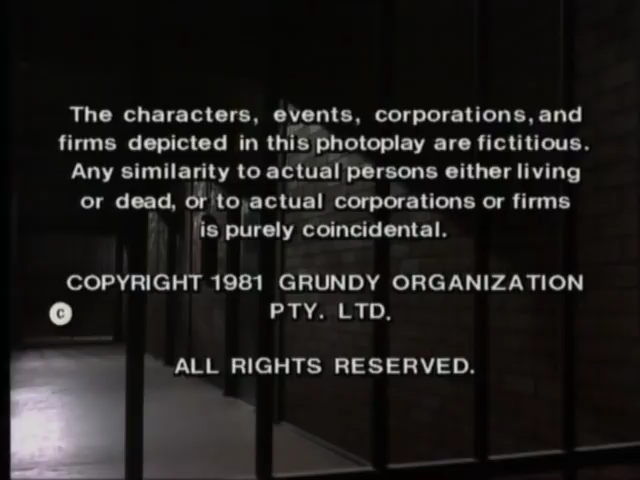 The characters, events, corporations, and
firms depicted in this photoplay are fictitious.
Any similarity to actual persons either living
or dead, or to actual corporations or firms
is purely coincidental.
COPYRIGHT 1981 GRUNDY ORGANIZATION
© PTY. LTD.
ALL RIGHTS RESERVED.